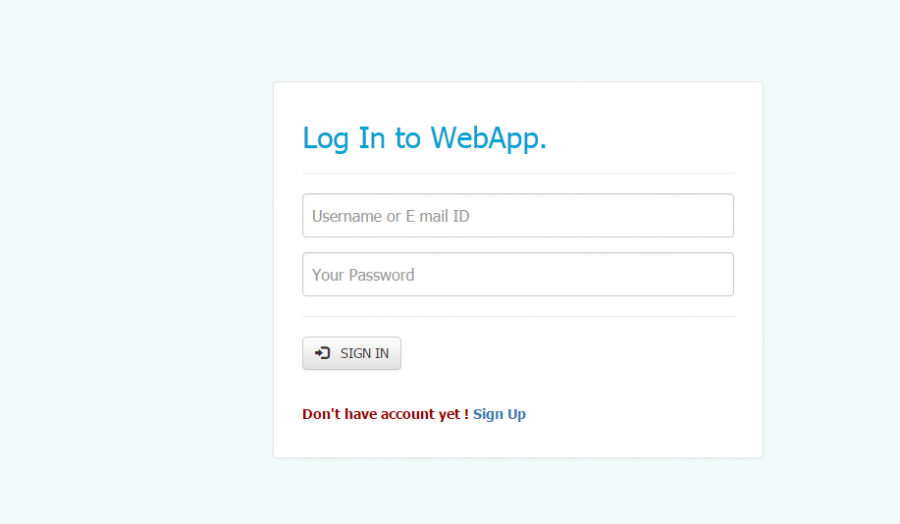 Log In to WebApp.
Username or E mail ID
Your Password
SIGN IN
Don't have account yet ! Sign Up